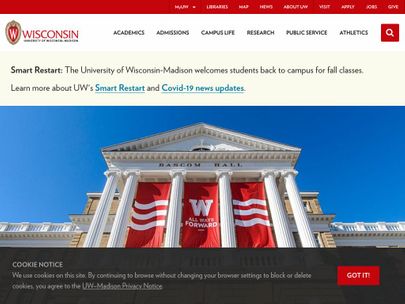 MyUW LIBRARIES MAP NEWS ABOUT UW VISIT APPLY JOBS GIVE
WISCONSIN
UNIVERSITY OF WISCONSIN–MADISON
ACADEMICS ADMISSIONS CAMPUS LIFE RESEARCH PUBLIC SERVICE ATHLETICS
Smart Restart: The University of Wisconsin-Madison welcomes students back to campus for fall classes.
Learn more about UW's Smart Restart and Covid-19 news updates.
BASCOM HALL
W
ALL WAYS
FORWARD
COOKIE NOTICE
We use cookies on this site. By continuing to browse without changing your browser settings to block or delete
cookies, you agree to the UW–Madison Privacy Notice.
GOT IT!